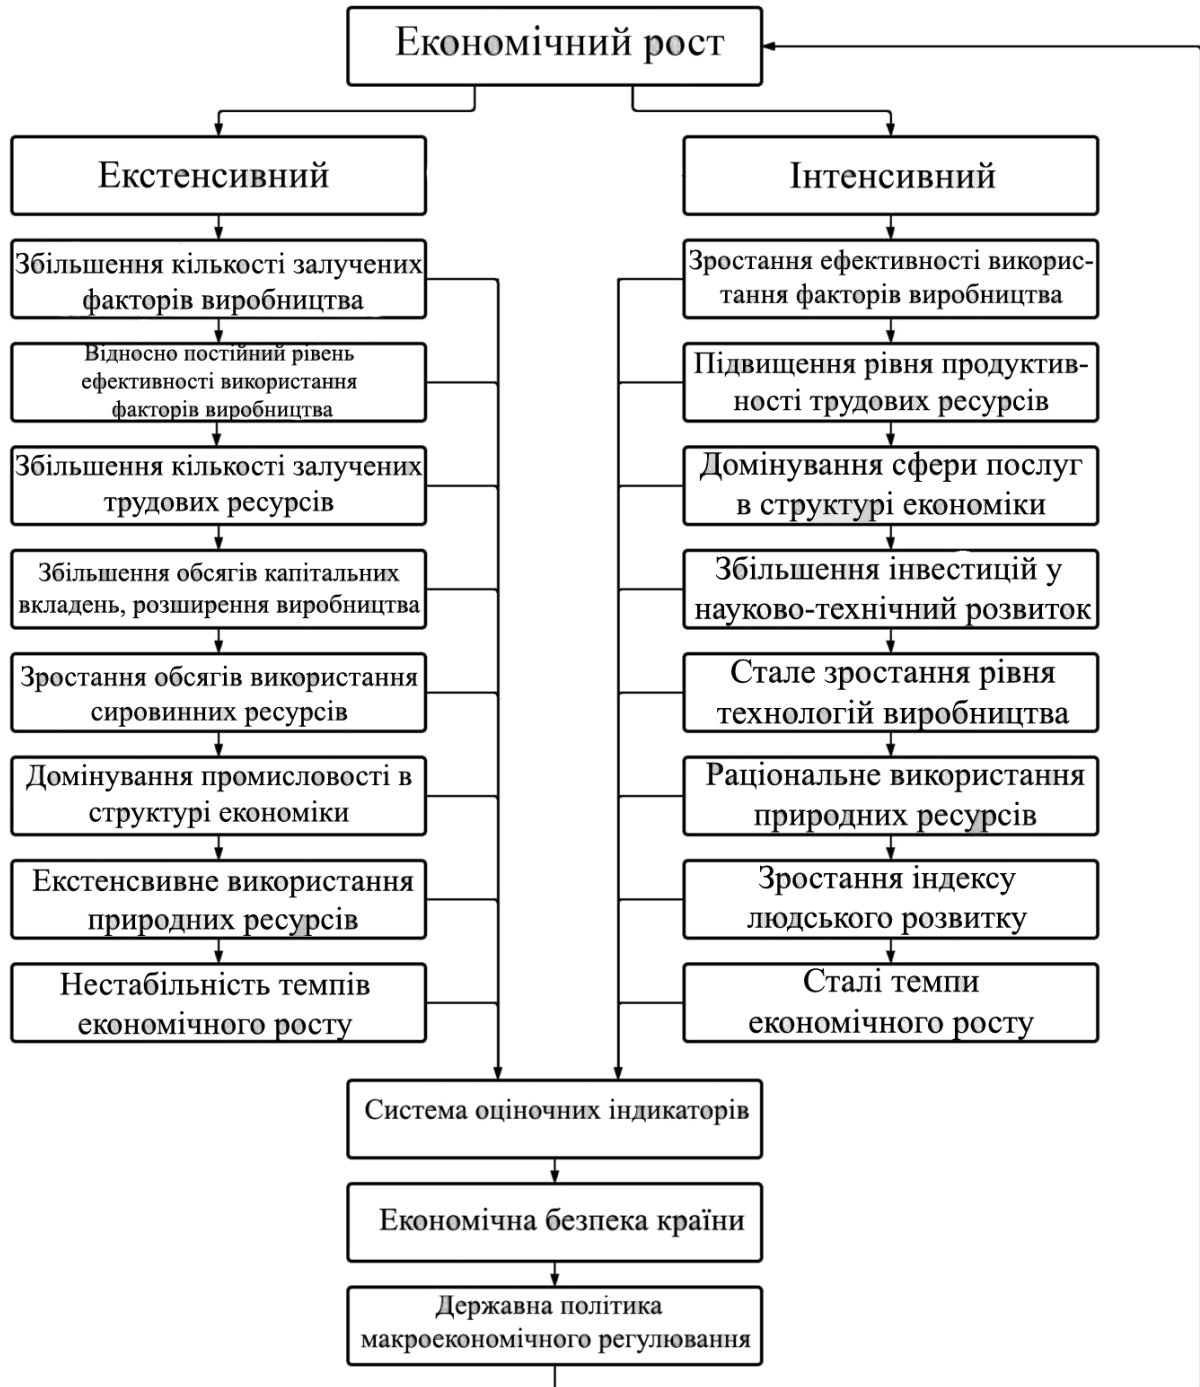 Економічний рост
Екстенсивний
Збільшення кількості залучених
факторів виробництва
Відносно постійний рівень
ефективності використання
факторів виробництва
Збільшення кількості залучених
трудових ресурсів
Збільшення обсягів капітальних
вкладень, розширення виробництва
Зростання обсягів використання
сировинних ресурсів
Домінування промисловості в
структурі економіки
Екстенсвивне використання
природних ресурсів
Нестабільність темпів
економічного росту
Інтенсивний
Зростання ефективності викорис-
тання факторів виробництва
Підвищення рівня продуктив-
ності трудових ресурсів
Домінування сфери послуг
в структурі економіки
Збільшення інвестицій у
науково-технічний розвиток
Стале зростання рівня
технологій виробництва
Раціональне використання
природних ресурсів
Зростання індексу
людського розвитку
Сталі темпи
економічного росту
Система оціночних індикаторів
Економічна безпека країни
Державна політика
макроекономічного регулювання